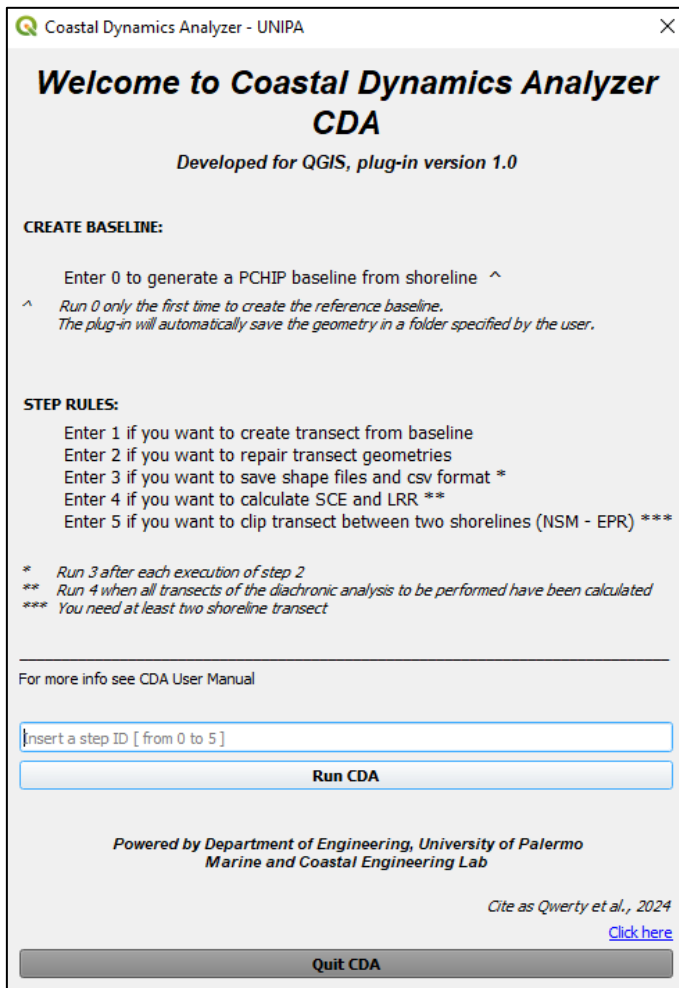 Coastal Dynamics Analyzer - UNIPA
Welcome to Coastal Dynamics Analyzer
CDA
Developed for QGIS, plug-in version 1.0
CREATE BASELINE:
Enter 0 to generate a PCHIP baseline from shoreline ^
^ Run 0 only the first time to create the reference baseline.
The plug-in will automatically save the geometry in a folder specified by the user.
STEP RULES:
Enter 1 if you want to create transect from baseline
Enter 2 if you want to repair transect geometries
Enter 3 if you want to save shape files and csv format *
Enter 4 if you want to calculate SCE and LRR **
Enter 5 if you want to clip transect between two shorelines (NSM - EPR) ***
* Run 3 after each execution of step 2
** Run 4 when all transects of the diachronic analysis to be performed have been calculated
*** You need at least two shoreline transect
For more info see CDA User Manual
Insert a step ID [ from 0 to 5 ]
Run CDA
Powered by Department of Engineering, University of Palermo
Marine and Coastal Engineering Lab
Cite as Qwerty et al., 2024
Click here
Quit CDA